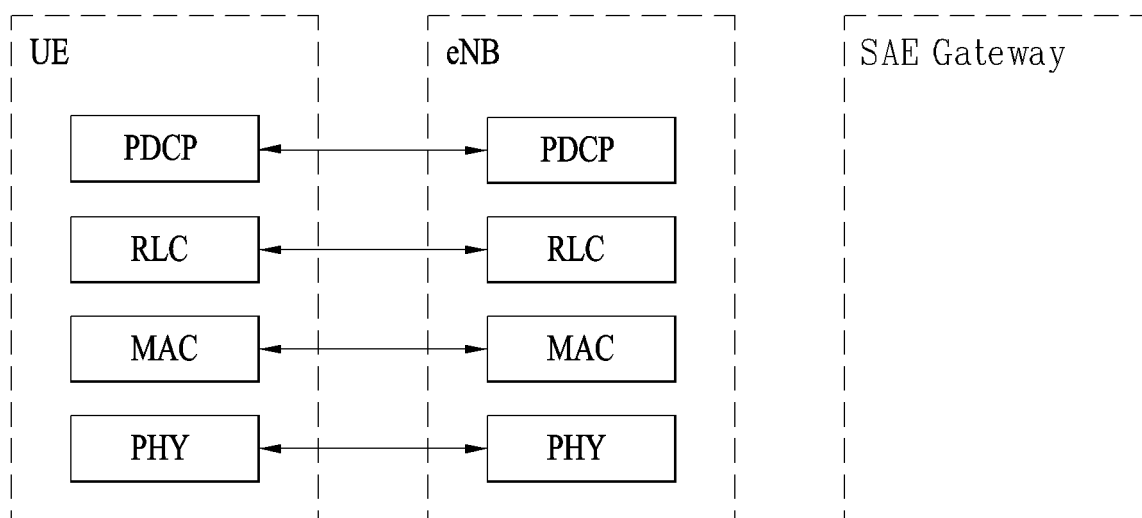 UE
eNB
SAE Gateway
PDCP
PDCP
RLC
RLC
MAC
MAC
PHY
PHY